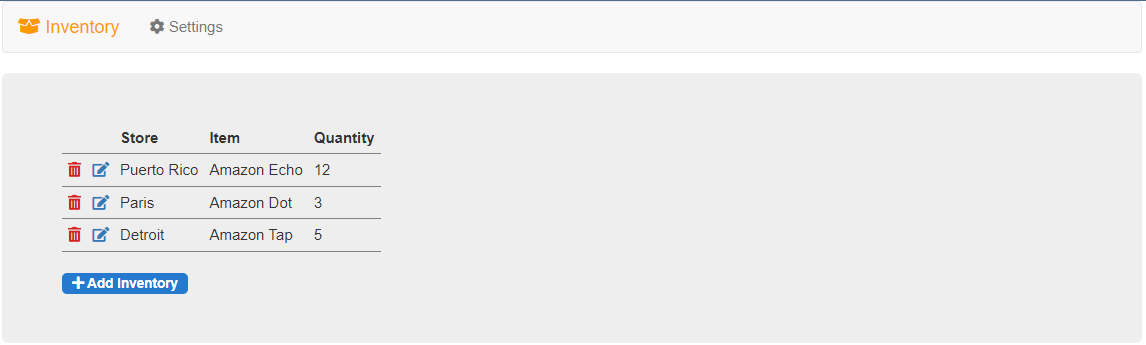 Inventory Settings
Store Item Quantity
Puerto Rico Amazon Echo 12
Paris Amazon Dot 3
Detroit Amazon Tap 5
Add Inventory